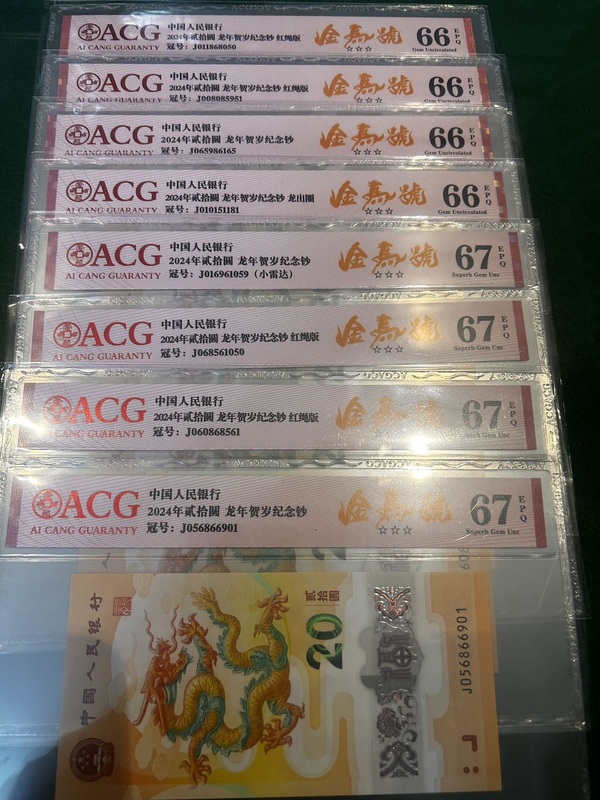 ACG
AI CANG GUARANTY
中国人民银行
2024年贰拾圆 龙年贺岁纪念钞 红绳版
冠号：J011868050
金高號
☆☆☆
66 EPQ
Gem Uncirculated
ACG
AI CANG GUARANTY
中国人民银行
2024年贰拾圆 龙年贺岁纪念钞 红绳版
冠号：J008085951
金高號
☆☆☆
66 EPQ
Gem Uncirculated
ACG
AI CANG GUARANTY
中国人民银行
2024年贰拾圆 龙年贺岁纪念钞
冠号：J065986165
金高號
☆☆☆
66 EPQ
Gem Uncirculated
ACG
AI CANG GUARANTY
中国人民银行
2024年贰拾圆 龙年贺岁纪念钞 龙出圈
冠号：J010151181
金高號
☆☆☆
66 EPQ
Gem Uncirculated
ACG
AI CANG GUARANTY
中国人民银行
2024年贰拾圆 龙年贺岁纪念钞
冠号：J016961059（小雷达）
金高號
☆☆☆
67 EPQ
Superb Gem Unc
ACG
AI CANG GUARANTY
中国人民银行
2024年贰拾圆 龙年贺岁纪念钞 红绳版
冠号：J068561050
金高號
☆☆☆
67 EPQ
Superb Gem Unc
ACG
AI CANG GUARANTY
中国人民银行
2024年贰拾圆 龙年贺岁纪念钞 红绳版
冠号：J060868561
金高號
☆☆☆
67 EPQ
Superb Gem Unc
ACG
AI CANG GUARANTY
中国人民银行
2024年贰拾圆 龙年贺岁纪念钞
冠号：J056866901
金高號
☆☆☆
67 EPQ
Superb Gem Unc
中国人民银行
贰拾圆
20
J056866901